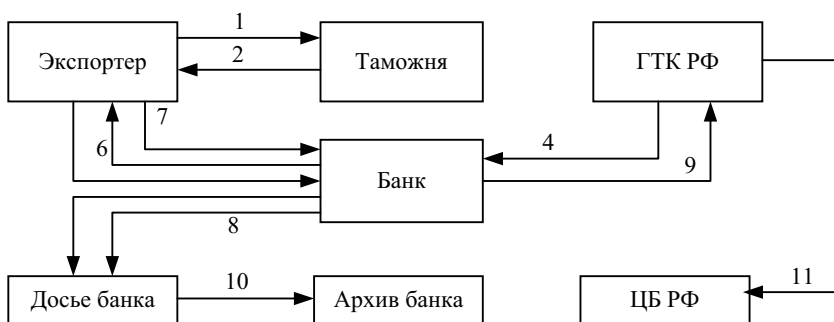 1
Экспортер
Таможня
ГТК РФ
2
7
6
4
Банк
9
8
10
11
Досье банка
Архив банка
ЦБ РФ